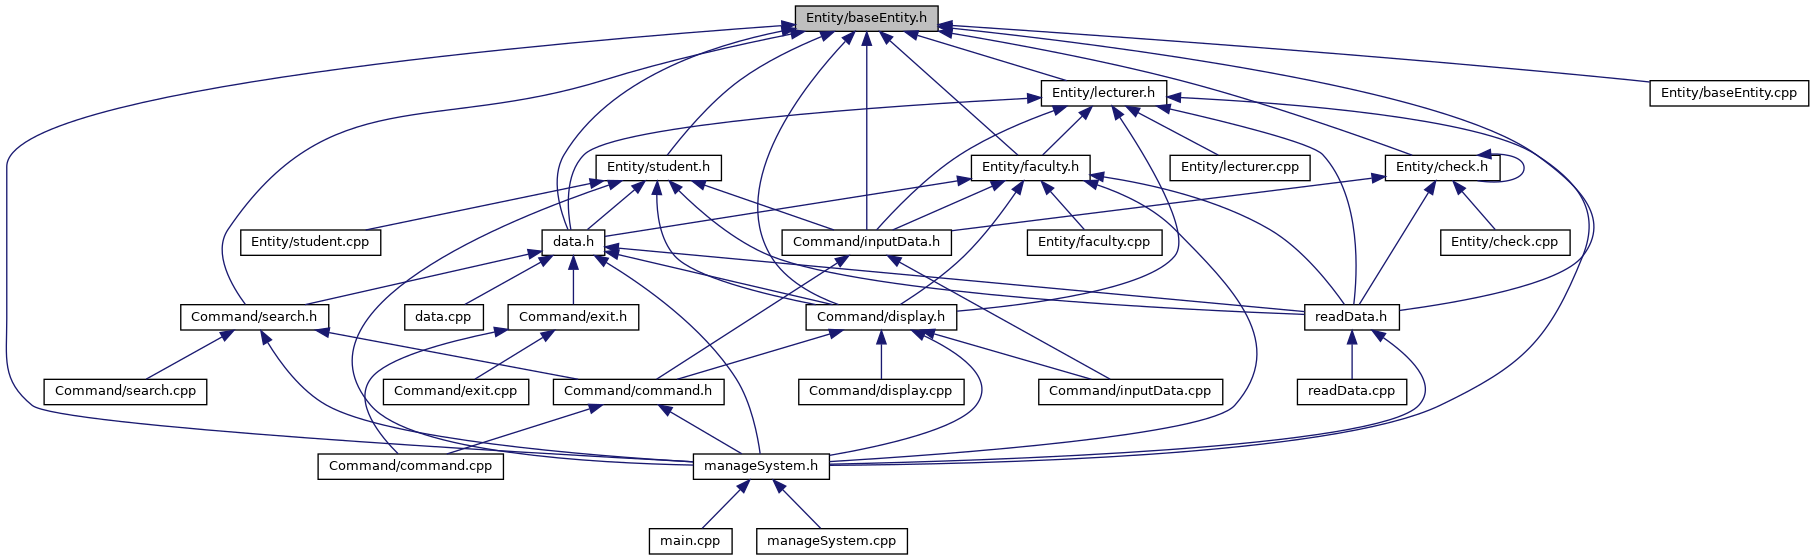 Entity/baseEntity.h
Entity/lecturer.h
Entity/baseEntity.cpp
Entity/student.h
Entity/faculty.h
Entity/lecturer.cpp
Entity/check.h
Entity/student.cpp
data.h
Command/inputData.h
Entity/faculty.cpp
Entity/check.cpp
Command/search.h
data.cpp
Command/exit.h
Command/display.h
readData.h
Command/search.cpp
Command/exit.cpp
Command/command.h
Command/display.cpp
Command/inputData.cpp
readData.cpp
Command/command.cpp
manageSystem.h
main.cpp
manageSystem.cpp